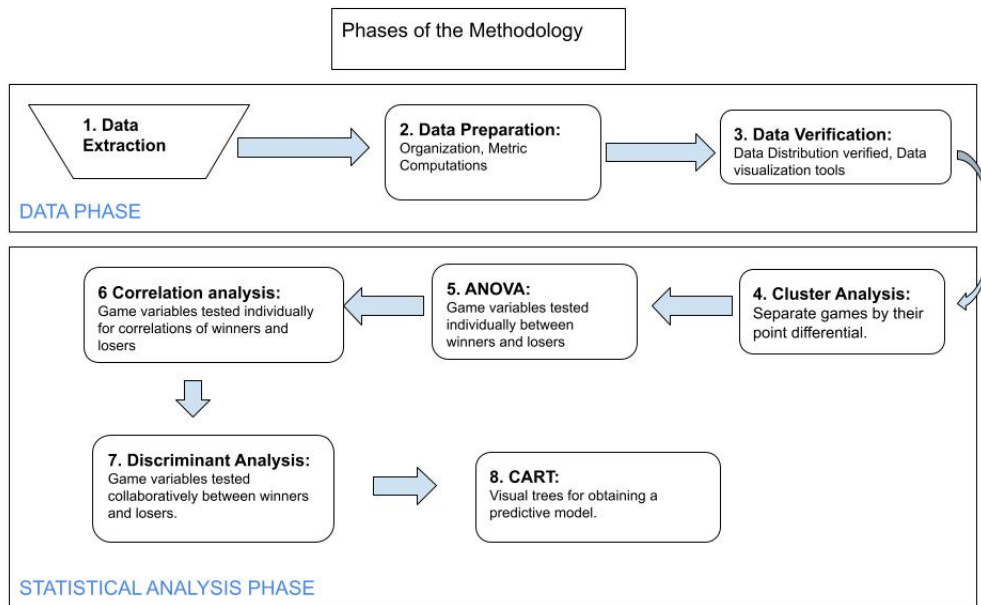 Phases of the Methodology
1. Data
Extraction
2. Data Preparation:
Organization, Metric
Computations
3. Data Verification:
Data Distribution verified, Data
visualization tools
DATA PHASE
4. Cluster Analysis:
Separate games by their
point differential.
5. ANOVA:
Game variables tested
individually between
winners and losers
6 Correlation analysis:
Game variables tested individually
for correlations of winners and
losers
7. Discriminant Analysis:
Game variables tested
collaboratively between winners
and losers.
8. CART:
Visual trees for obtaining a
predictive model.
STATISTICAL ANALYSIS PHASE